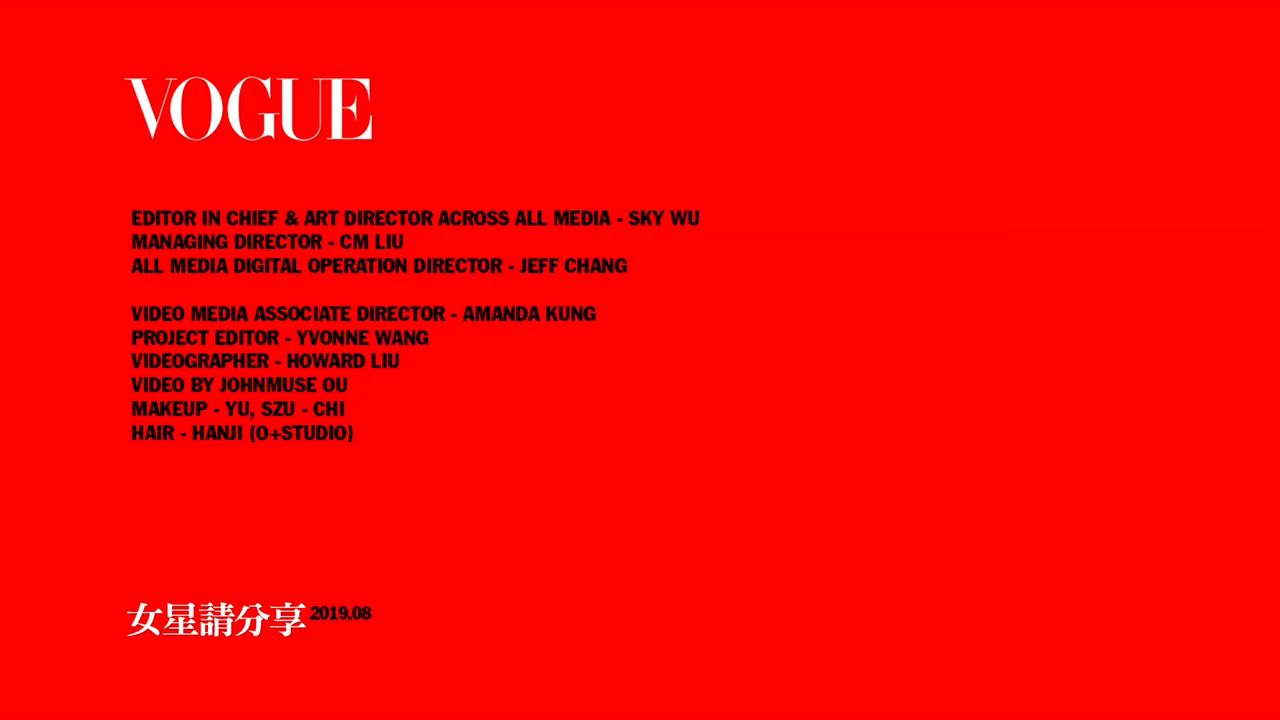 VOGUE
EDITOR IN CHIEF & ART DIRECTOR ACROSS ALL MEDIA - SKY WU
MANAGING DIRECTOR - CM LIU
ALL MEDIA DIGITAL OPERATION DIRECTOR - JEFF CHANG
VIDEO MEDIA ASSOCIATE DIRECTOR - AMANDA KUNG
PROJECT EDITOR - YVONNE WANG
VIDEOGRAPHER - HOWARD LIU
VIDEO BY JOHNMUSE OU
MAKEUP - YU, SZU - CHI
HAIR - HANJI (O+STUDIO)
女星請分享 2019.08